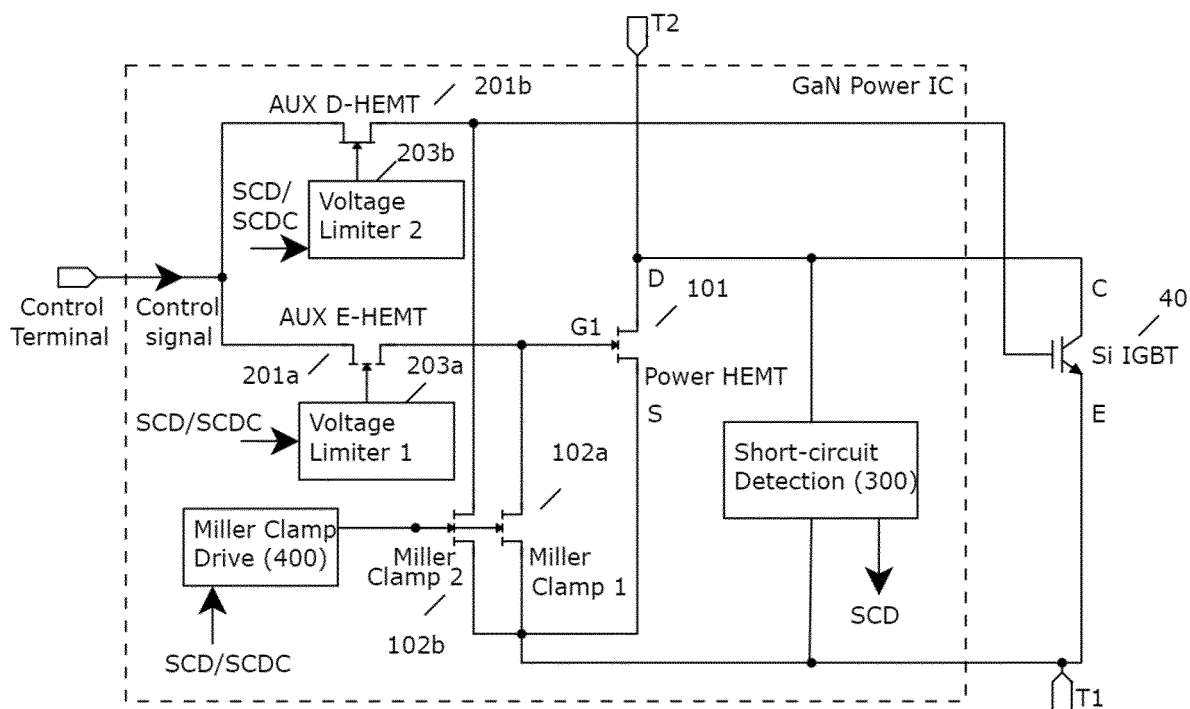 T2
GaN Power IC
201b
AUX D-HEMT
203b
SCD/
SCDC
Voltage
Limiter 2
Control
Terminal
Control
signal
AUX E-HEMT
201a
203a
SCD/SCDC
Voltage
Limiter 1
G1
D
101
Power HEMT
S
C
40
Si IGBT
E
102a
Short-circuit
Detection (300)
SCD
Miller Clamp
Drive (400)
SCD/SCDC
Miller
Clamp 2
102b
Miller
Clamp 1
T1